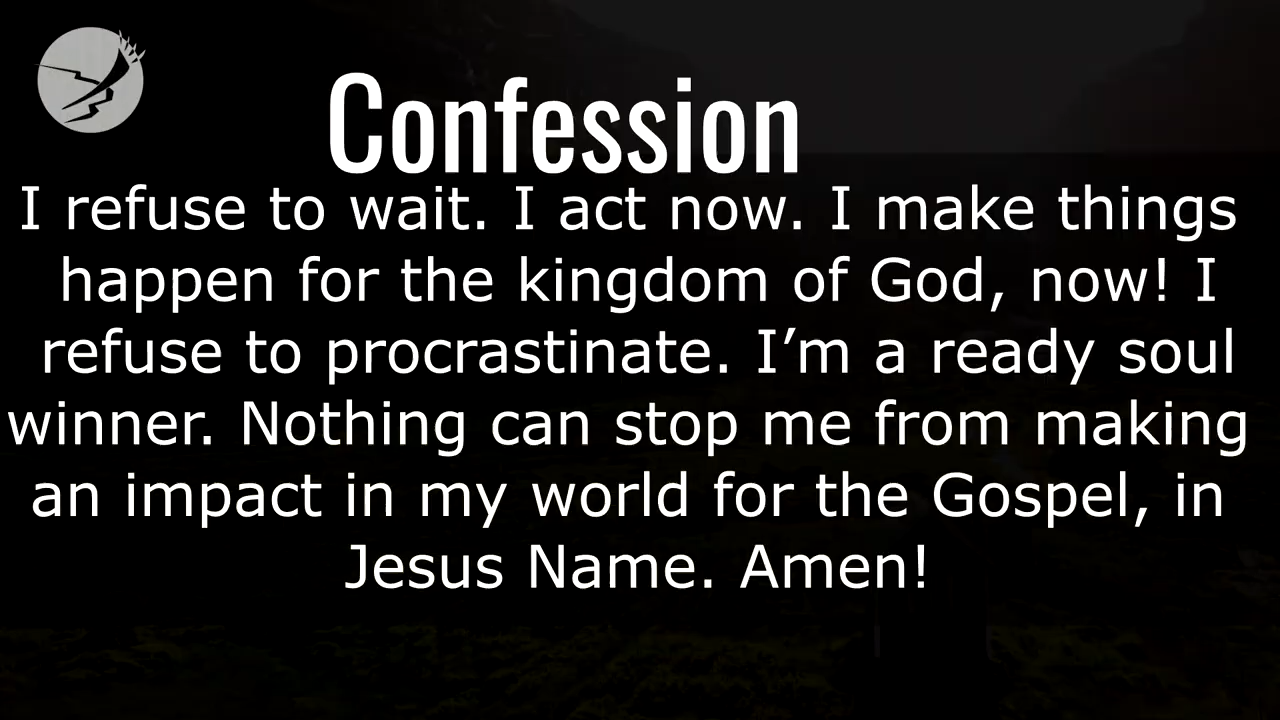 Confession
I refuse to wait. I act now. I make things
happen for the kingdom of God, now! I
refuse to procrastinate. I’m a ready soul
winner. Nothing can stop me from making
an impact in my world for the Gospel, in
Jesus Name. Amen!